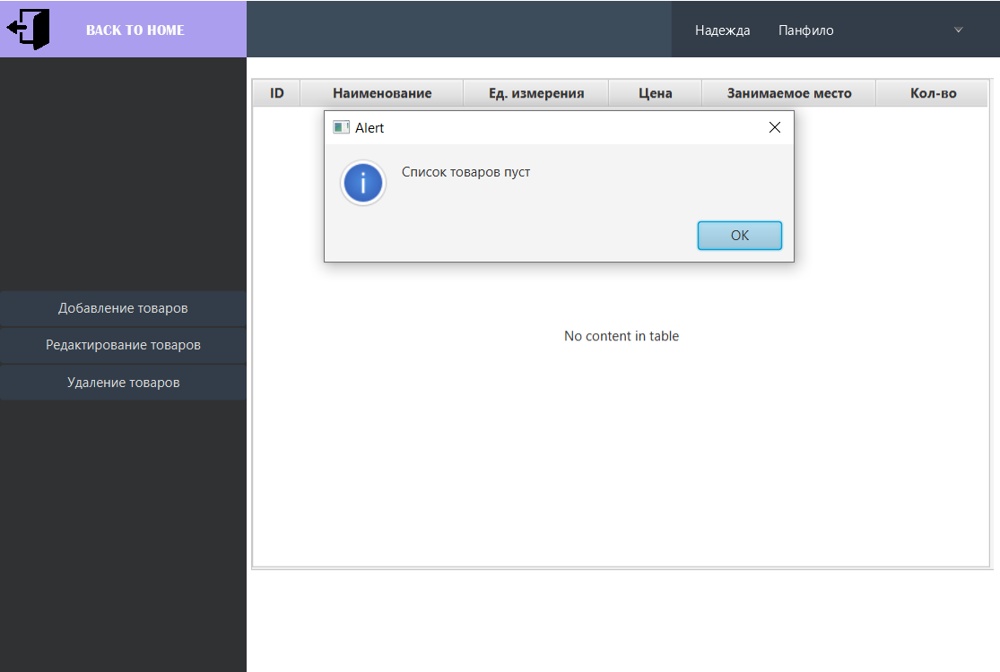 BACK TO HOME
Надежда Панфило
ID Наименование Ед. измерения Цена Занимаемое место Кол-во
Alert
Список товаров пуст
OK
Добавление товаров
No content in table
Редактирование товаров
Удаление товаров